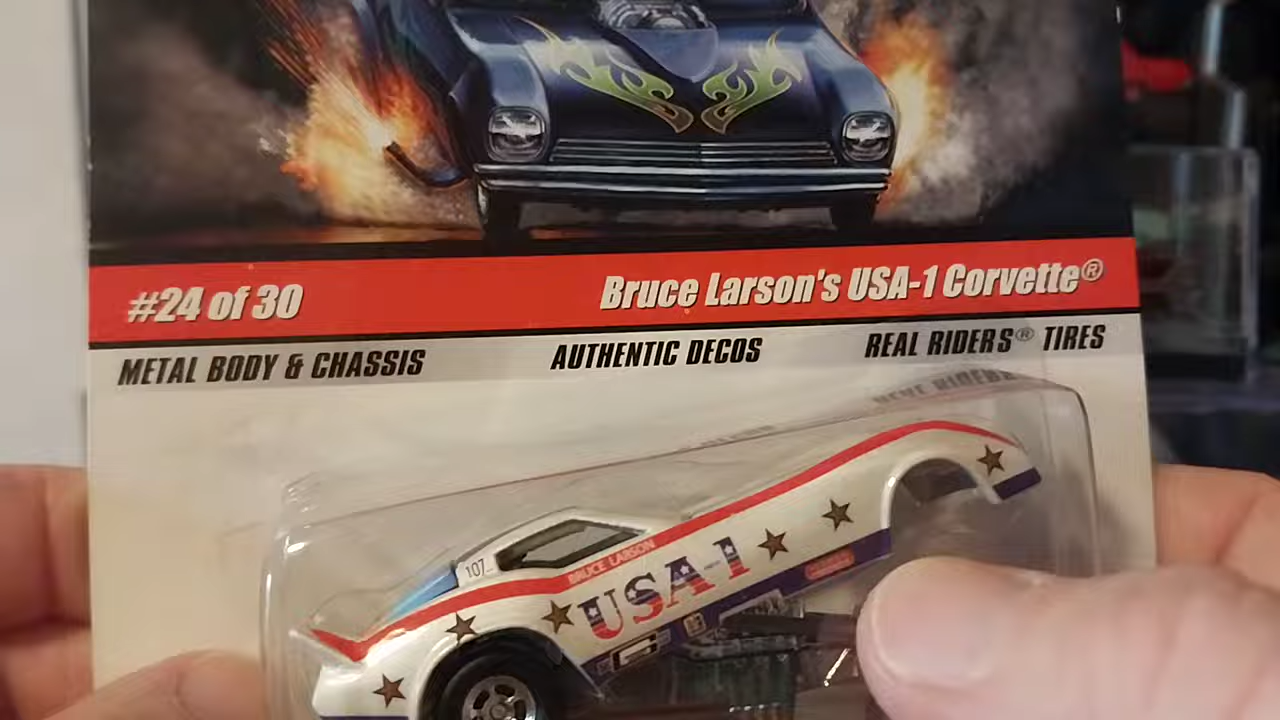 #24 of 30
Bruce Larson's USA-1 Corvette®
METAL BODY & CHASSIS
AUTHENTIC DECOS
REAL RIDERS® TIRES
107
BRUCE LARSON
USA-1